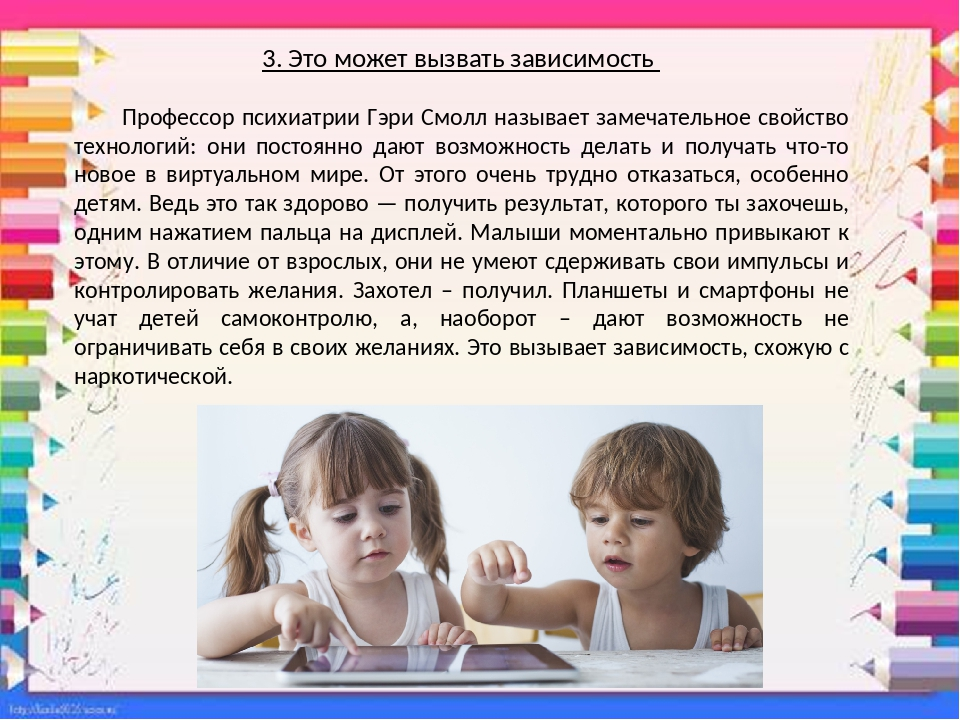 3. Это может вызвать зависимость
Профессор психиатрии Гэри Смолл называет замечательное свойство
технологий: они постоянно дают возможность делать и получать что-то
новое в виртуальном мире. От этого очень трудно отказаться, особенно
детям. Ведь это так здорово — получить результат, которого ты захочешь,
одним нажатием пальца на дисплей. Малыши моментально привыкают к
этому. В отличие от взрослых, они не умеют сдерживать свои импульсы и
контролировать желания. Захотел – получил. Планшеты и смартфоны не
учат детей самоконтролю, а, наоборот – дают возможность не
ограничивать себя в своих желаниях. Это вызывает зависимость, схожую с
наркотической.